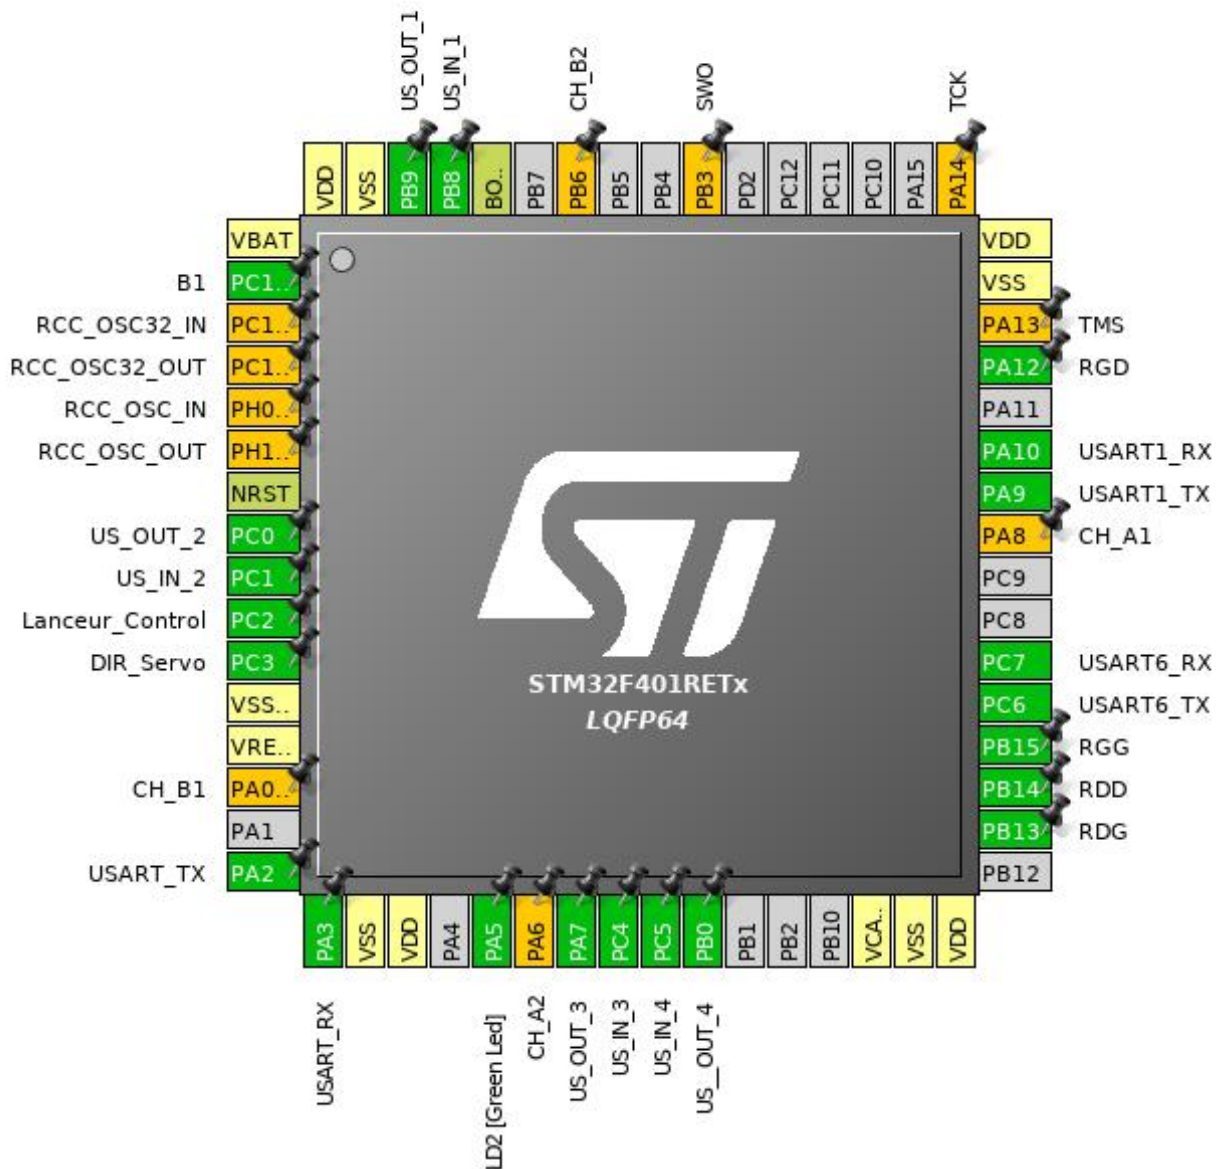 US_OUT_1
US_IN_1
CH_B2
SWO
TCK
VDD
VSS
PB9
PB8
BO..
PB7
PB6
PB5
PB4
PB3
PD2
PC12
PC11
PC10
PA15
PA14
VBAT
B1 PC1..
RCC_OSC32_IN PC1..
RCC_OSC32_OUT PC1..
RCC_OSC_IN PH0..
RCC_OSC_OUT PH1..
NRST
US_OUT_2 PC0
US_IN_2 PC1
Lanceur_Control PC2
DIR_Servo PC3
VSS..
VRE..
CH_B1 PA0..
PA1
USART_TX PA2
ST
STM32F401RETx
LQFP64
VDD
VSS
PA13 TMS
PA12 RGD
PA11
PA10 USART1_RX
PA9 USART1_TX
PA8 CH_A1
PC9
PC8
PC7 USART6_RX
PC6 USART6_TX
PB15 RGG
PB14 RDD
PB13 RDG
PB12
PA3
VSS
VDD
PA4
PA5
PA6
PA7
PC4
PC5
PB0
PB1
PB2
PB10
VCA..
VSS
VDD
USART_RX
LD2 [Green Led]
CH_A2
US_OUT_3
US_IN_3
US_IN_4
US__OUT_4